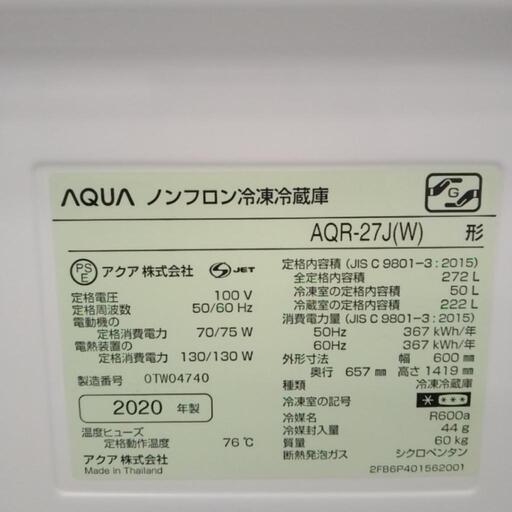 AQUA ノンフロン冷凍冷蔵庫
G
AQR-27J(W) 形
PS E アクア株式会社 S JET
定格電圧 100 V
定格周波数 50/60 Hz
電動機の
定格消費電力 70/75 W
電熱装置の
定格消費電力 130/130 W
製造番号 0TW04740
2020 年製
温度ヒューズ
定格動作温度 76℃
アクア株式会社
Made in Thailand
定格内容積 (JIS C 9801-3:2015)
全定格内容積 272 L
冷凍室の定格内容積 50 L
冷蔵室の定格内容積 222 L
消費電力量 (JIS C 9801-3:2015)
50Hz 367 kWh/年
60Hz 367 kWh/年
外形寸法 幅 600 mm
奥行 657 mm 高さ 1419 mm
種類 冷凍冷蔵庫
冷凍室の記号
冷媒名 R600a
冷媒封入量 44 g
質量 60 kg
断熱発泡ガス シクロペンタン
2FB6P401562001